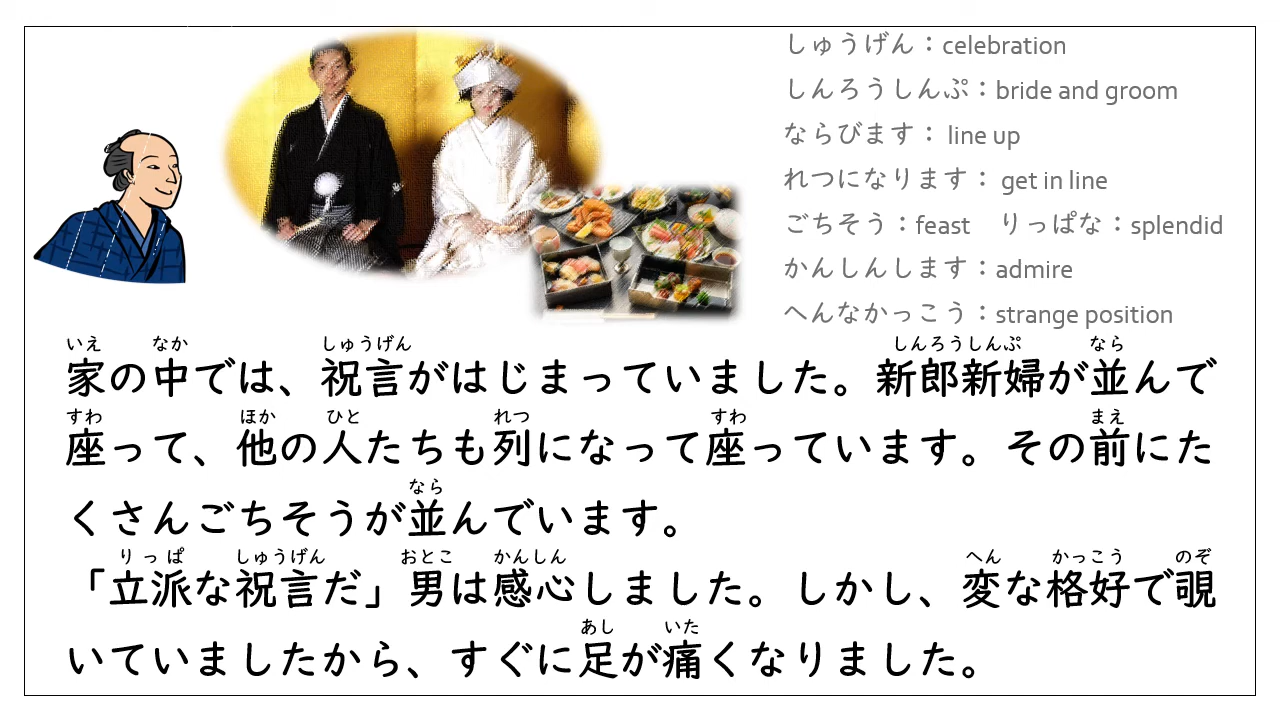 しゅうげん：celebration
しんろうしんぷ：bride and groom
ならびます： line up
れつになります： get in line
ごちそう：feast　りっぱな：splendid
かんしんします：admire
へんなかっこう：strange position
いえ なか しゅうげん しんろうしんぷ なら
家の中では、祝言がはじまっていました。新郎新婦が並んで
すわ ほか ひと れつ すわ まえ
座って、他の人たちも列になって座っています。その前にた
なら
くさんごちそうが並んでいます。
りっぱ しゅうげん おとこ かんしん へん かっこう のぞ
「立派な祝言だ」男は感心しました。しかし、変な格好で覗
あし いた
いていましたから、すぐに足が痛くなりました。